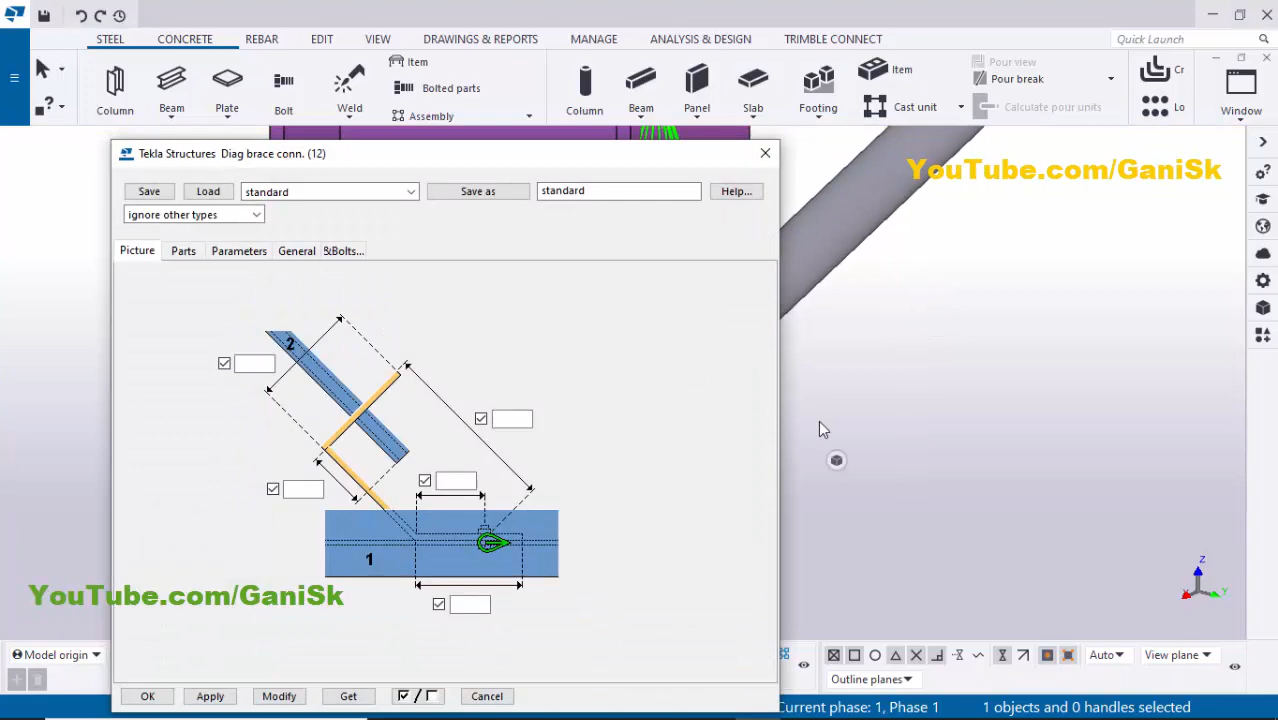 STEEL CONCRETE REBAR EDIT VIEW DRAWINGS & REPORTS MANAGE ANALYSIS & DESIGN TRIMBLE CONNECT Quick Launch
Column Beam Plate Bolt Weld Item Bolted parts Assembly Column Beam Panel Slab Footing Item Cast unit Pour view Pour break Calculate pour units Cr Lo Window
Tekla Structures Diag brace conn. (12)
YouTube.com/GaniSk
Save Load standard Save as standard Help...
ignore other types
Picture Parts Parameters General &Bolts...
2
1
YouTube.com/GaniSk
Z
X
Y
Model origin Auto View plane
Outline planes
OK Apply Modify Get / Cancel
Current phase: 1, Phase 1 1 objects and 0 handles selected